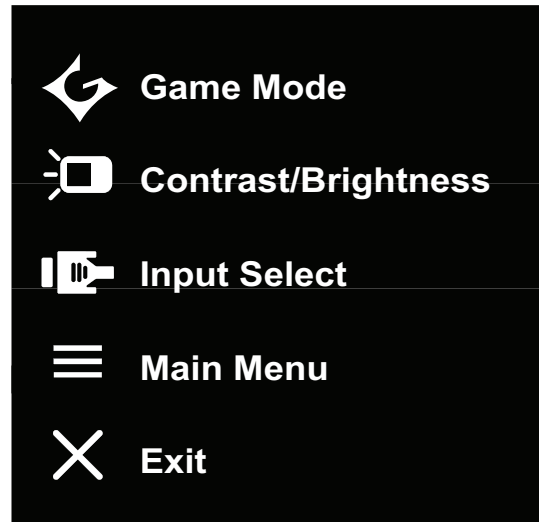 Game Mode
Contrast/Brightness
Input Select
Main Menu
Exit